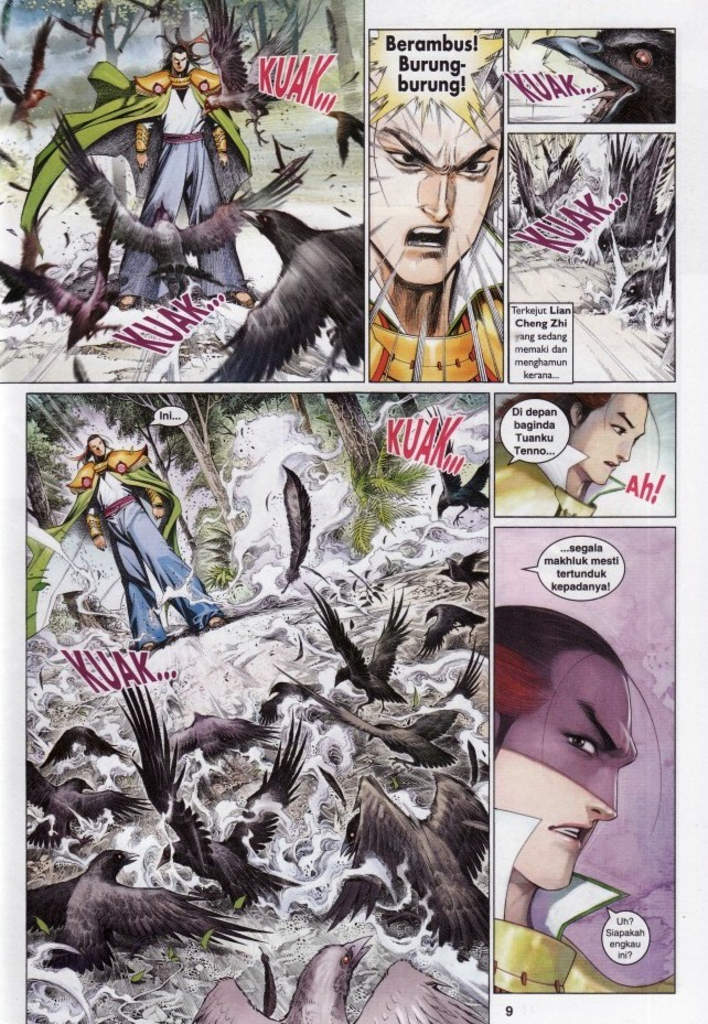 KUAK...
KUAK...
Berambus!
Burung-
burung!
KUAK...
KUAK...
Terkejut Lian
Cheng Zhi
yang sedang
memaki dan
menghamun
kerana...
Ini...
KUAK...
KUAK...
Di depan
baginda
Tuanku
Tenno...
Ah!
...segala
makhluk mesti
tertunduk
kepadanya!
Uh?
Siapakah
engkau
ini?
9